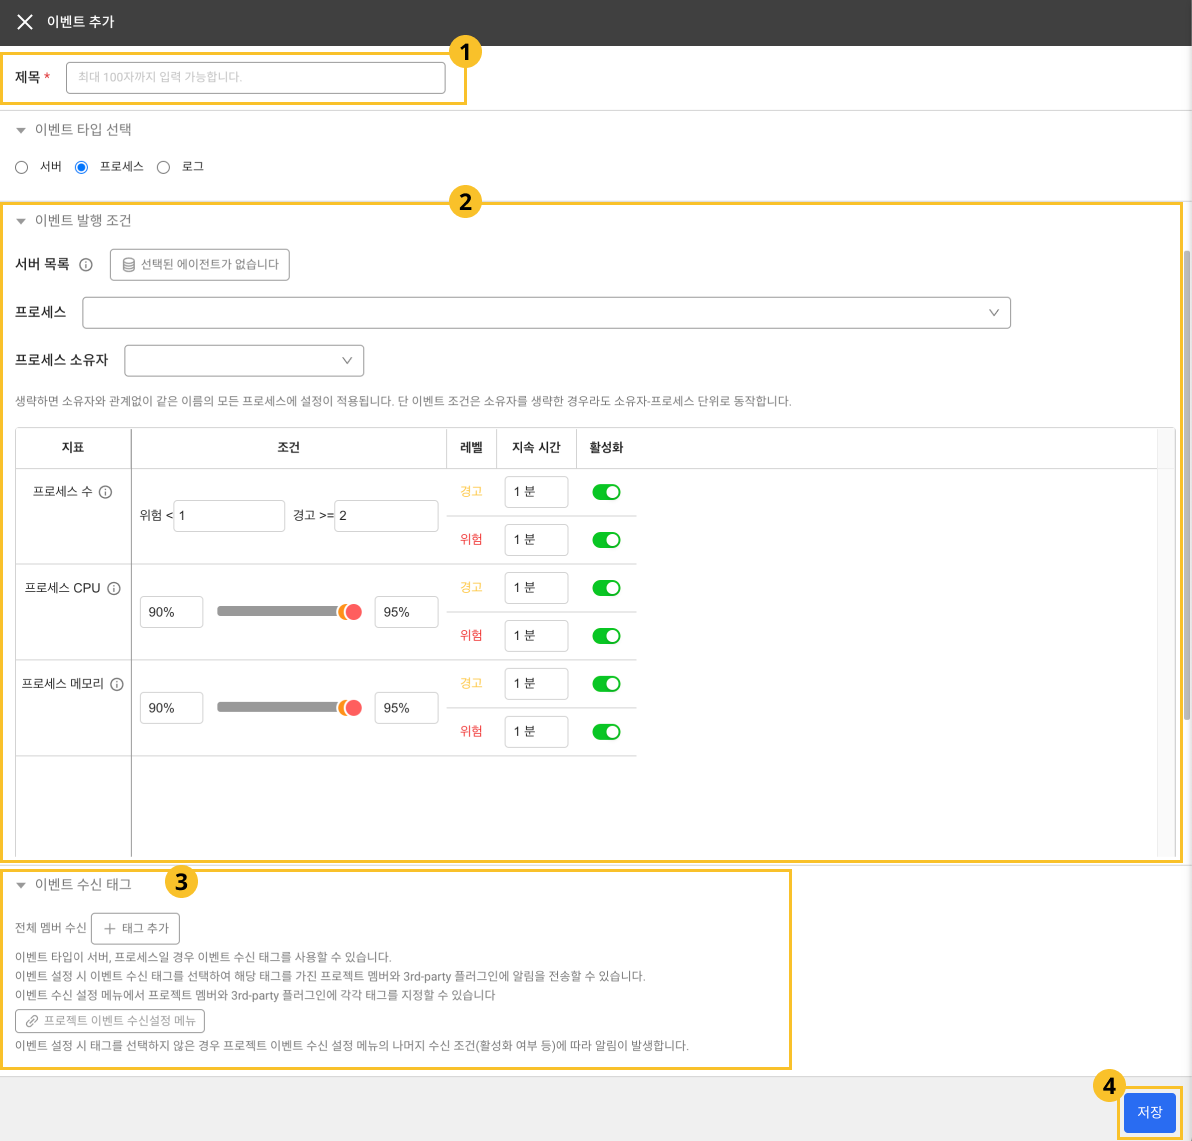 이벤트 추가
1
제목 *
최대 100자까지 입력 가능합니다.
이벤트 타입 선택
서버 프로세스 로그
2
이벤트 발행 조건
서버 목록 선택된 에이전트가 없습니다
프로세스
프로세스 소유자
생략하면 소유자와 관계없이 같은 이름의 모든 프로세스에 설정이 적용됩니다. 단 이벤트 조건은 소유자를 생략한 경우라도 소유자-프로세스 단위로 동작합니다.
지표 조건 레벨 지속 시간 활성화
프로세스 수 위험 < 1 경고 >= 2 경고 1 분
위험 1 분
프로세스 CPU 90% 95% 경고 1 분
위험 1 분
프로세스 메모리 90% 95% 경고 1 분
위험 1 분
3
이벤트 수신 태그
전체 멤버 수신 + 태그 추가
이벤트 타입이 서버, 프로세스일 경우 이벤트 수신 태그를 사용할 수 있습니다.
이벤트 설정 시 이벤트 수신 태그를 선택하여 해당 태그를 가진 프로젝트 멤버와 3rd-party 플러그인에 알림을 전송할 수 있습니다.
이벤트 수신 설정 메뉴에서 프로젝트 멤버와 3rd-party 플러그인에 각각 태그를 지정할 수 있습니다
프로젝트 이벤트 수신설정 메뉴
이벤트 설정 시 태그를 선택하지 않은 경우 프로젝트 이벤트 수신 설정 메뉴의 나머지 수신 조건(활성화 여부 등)에 따라 알림이 발생합니다.
4
저장